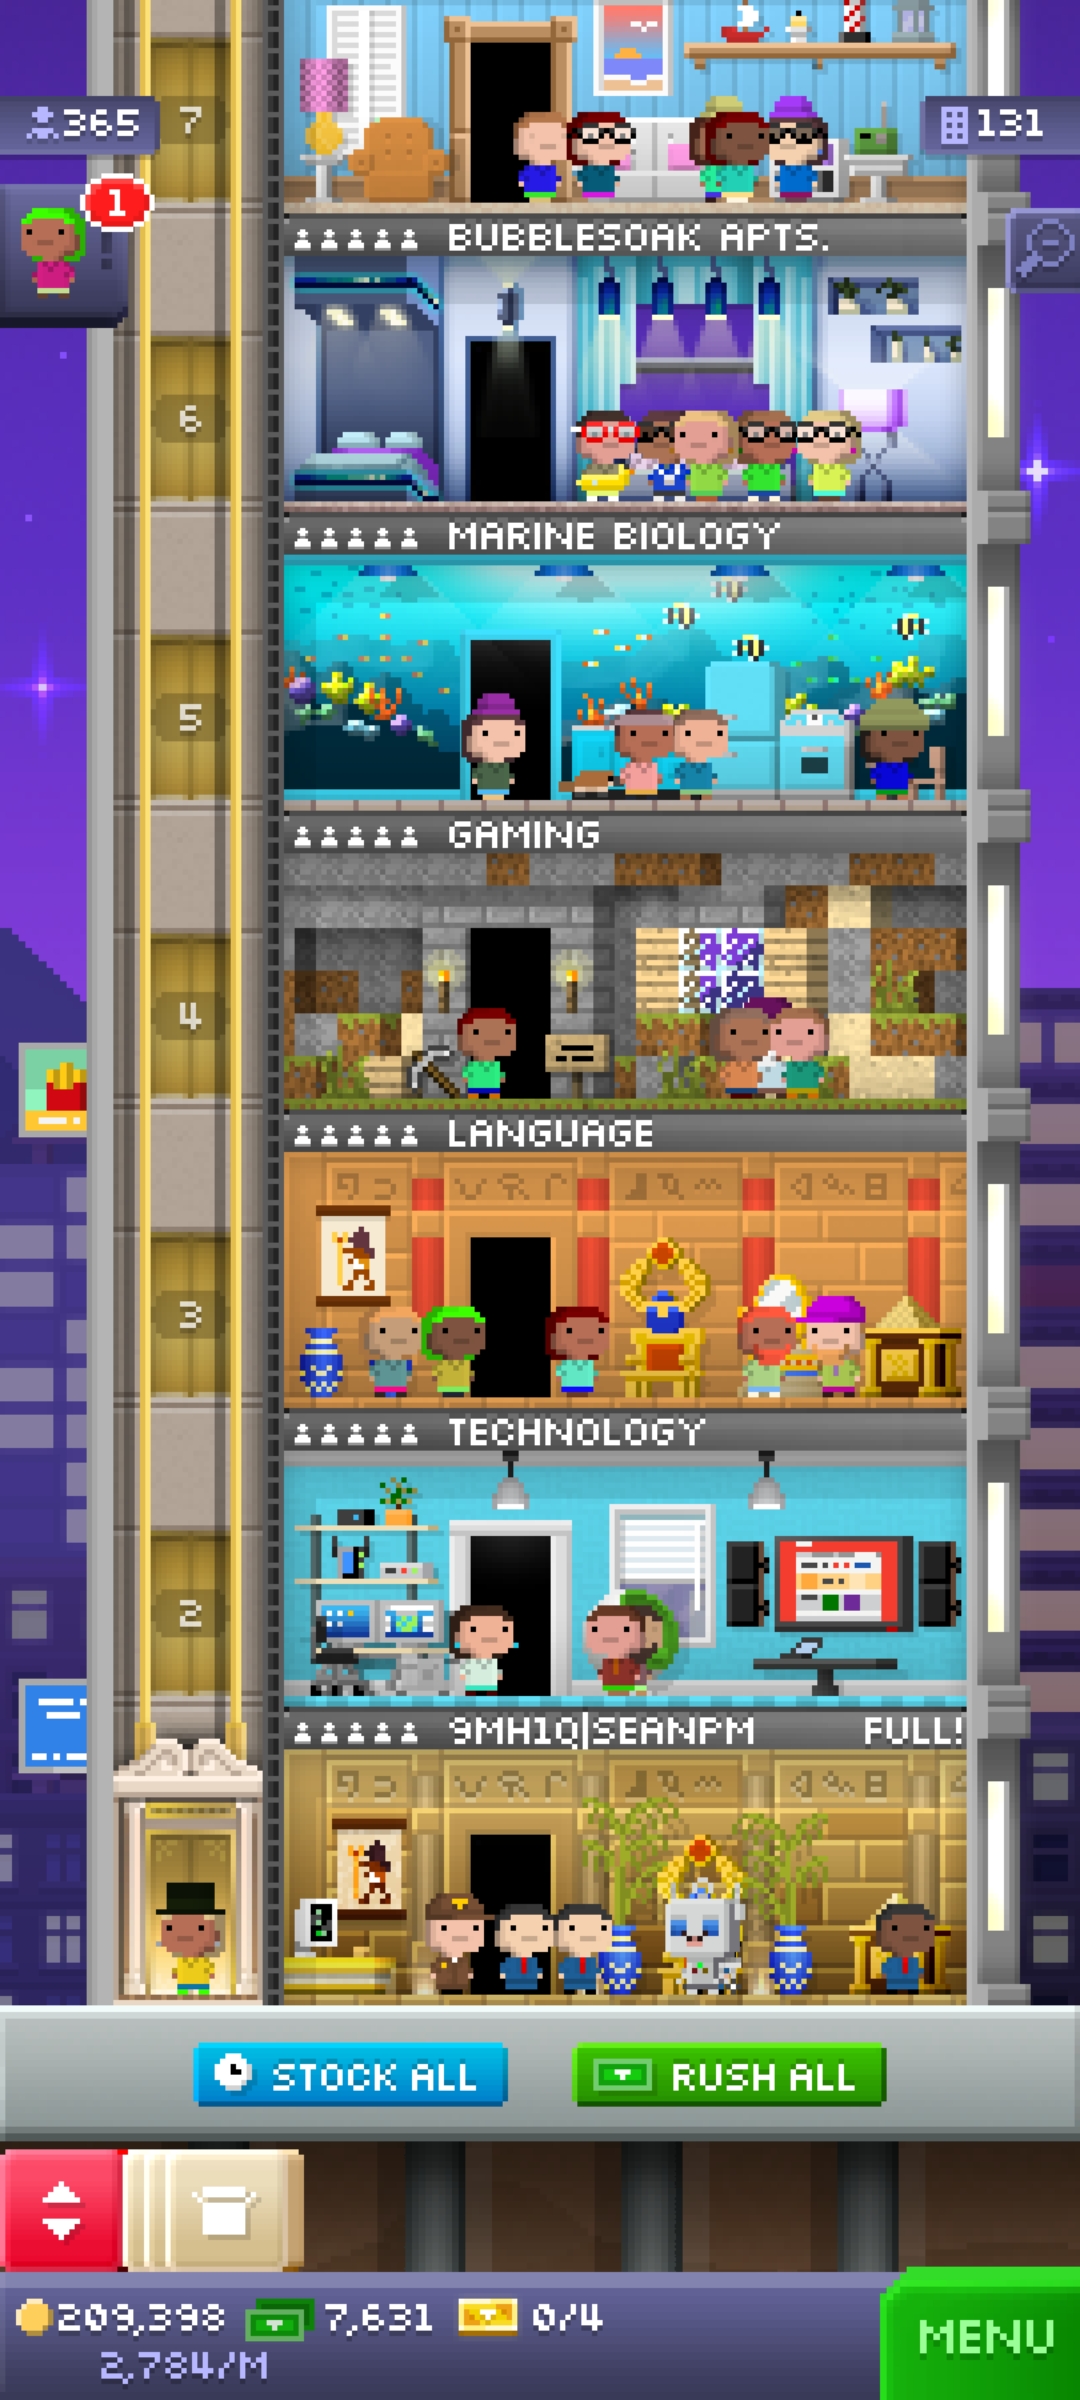 7
365
131
1
BUBBLESOAK APTS.
6
MARINE BIOLOGY
5
GAMING
4
LANGUAGE
3
TECHNOLOGY
2
9MH1Q|SEANPM FULL!
STOCK ALL
RUSH ALL
209,398 7,631 0/4
2,784/M
MENU